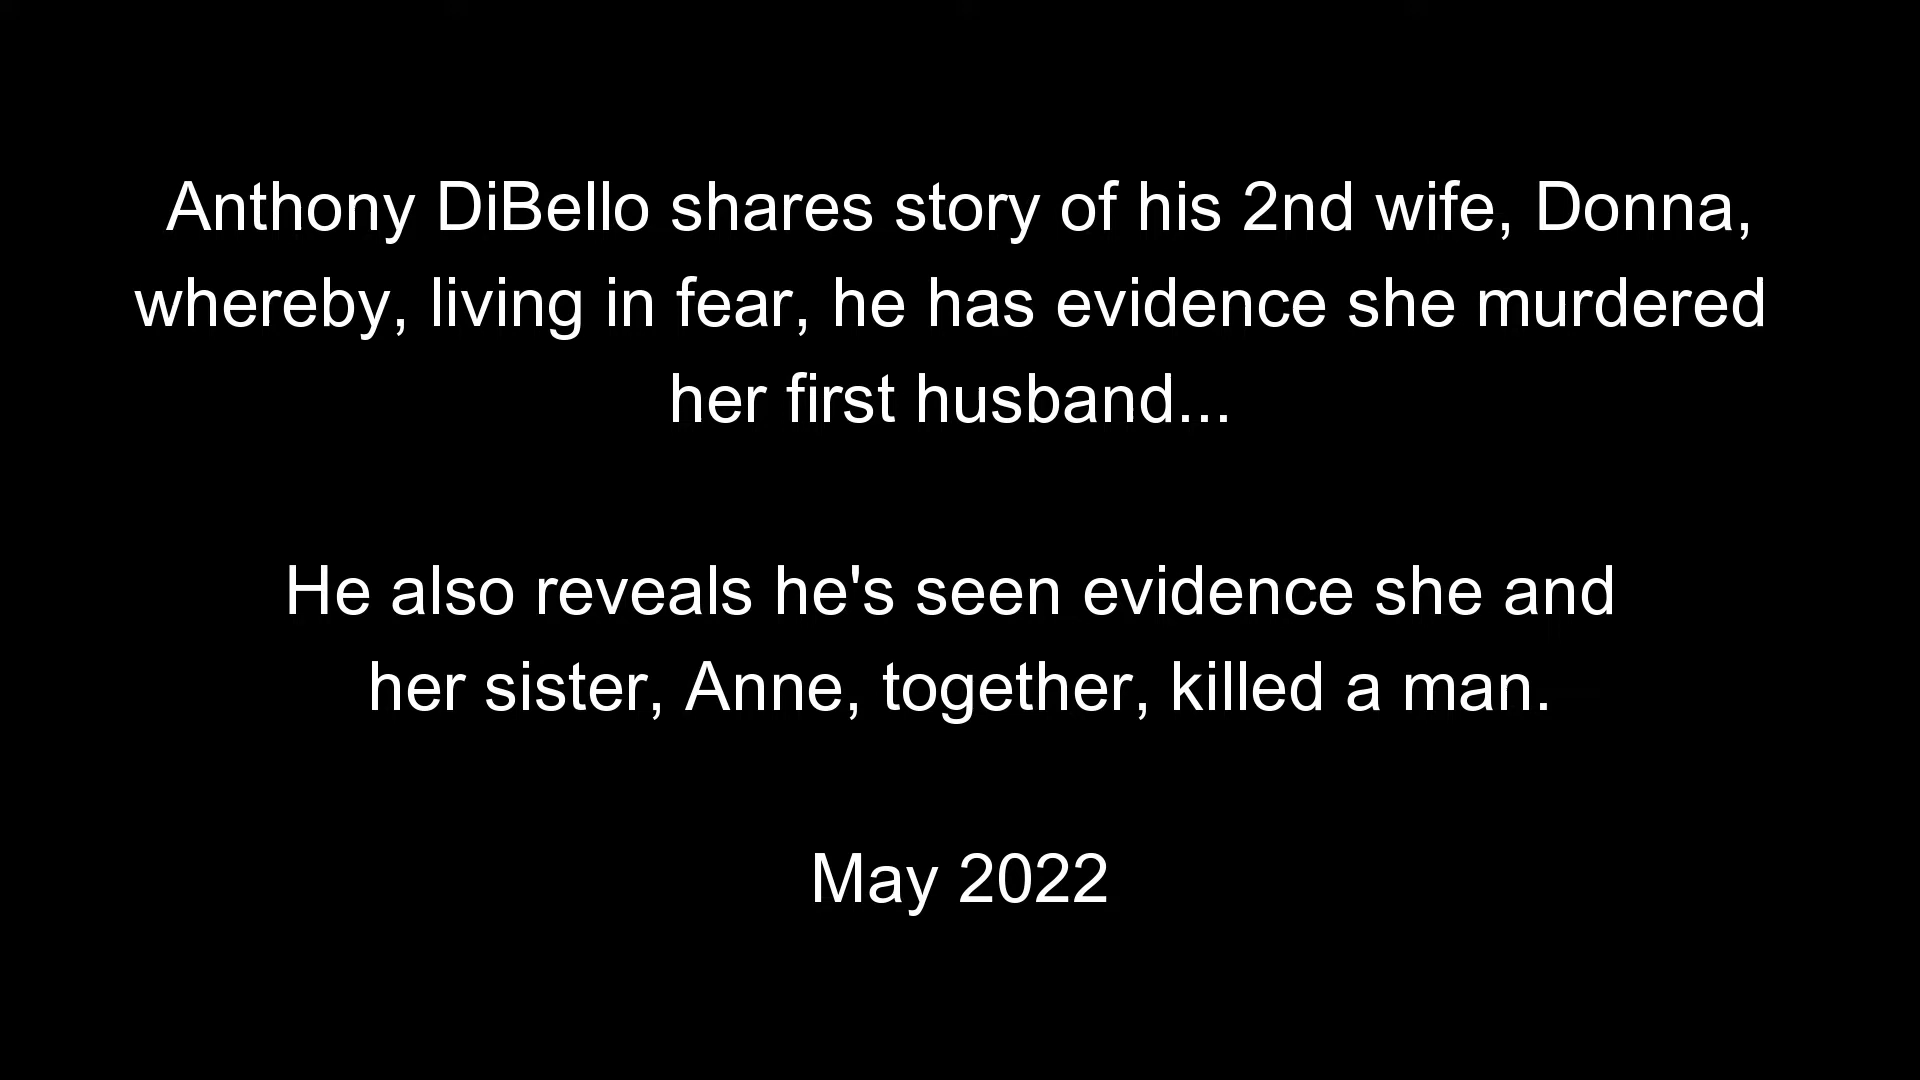 Anthony DiBello shares story of his 2nd wife, Donna,
whereby, living in fear, he has evidence she murdered
her first husband...
He also reveals he's seen evidence she and
her sister, Anne, together, killed a man.
May 2022